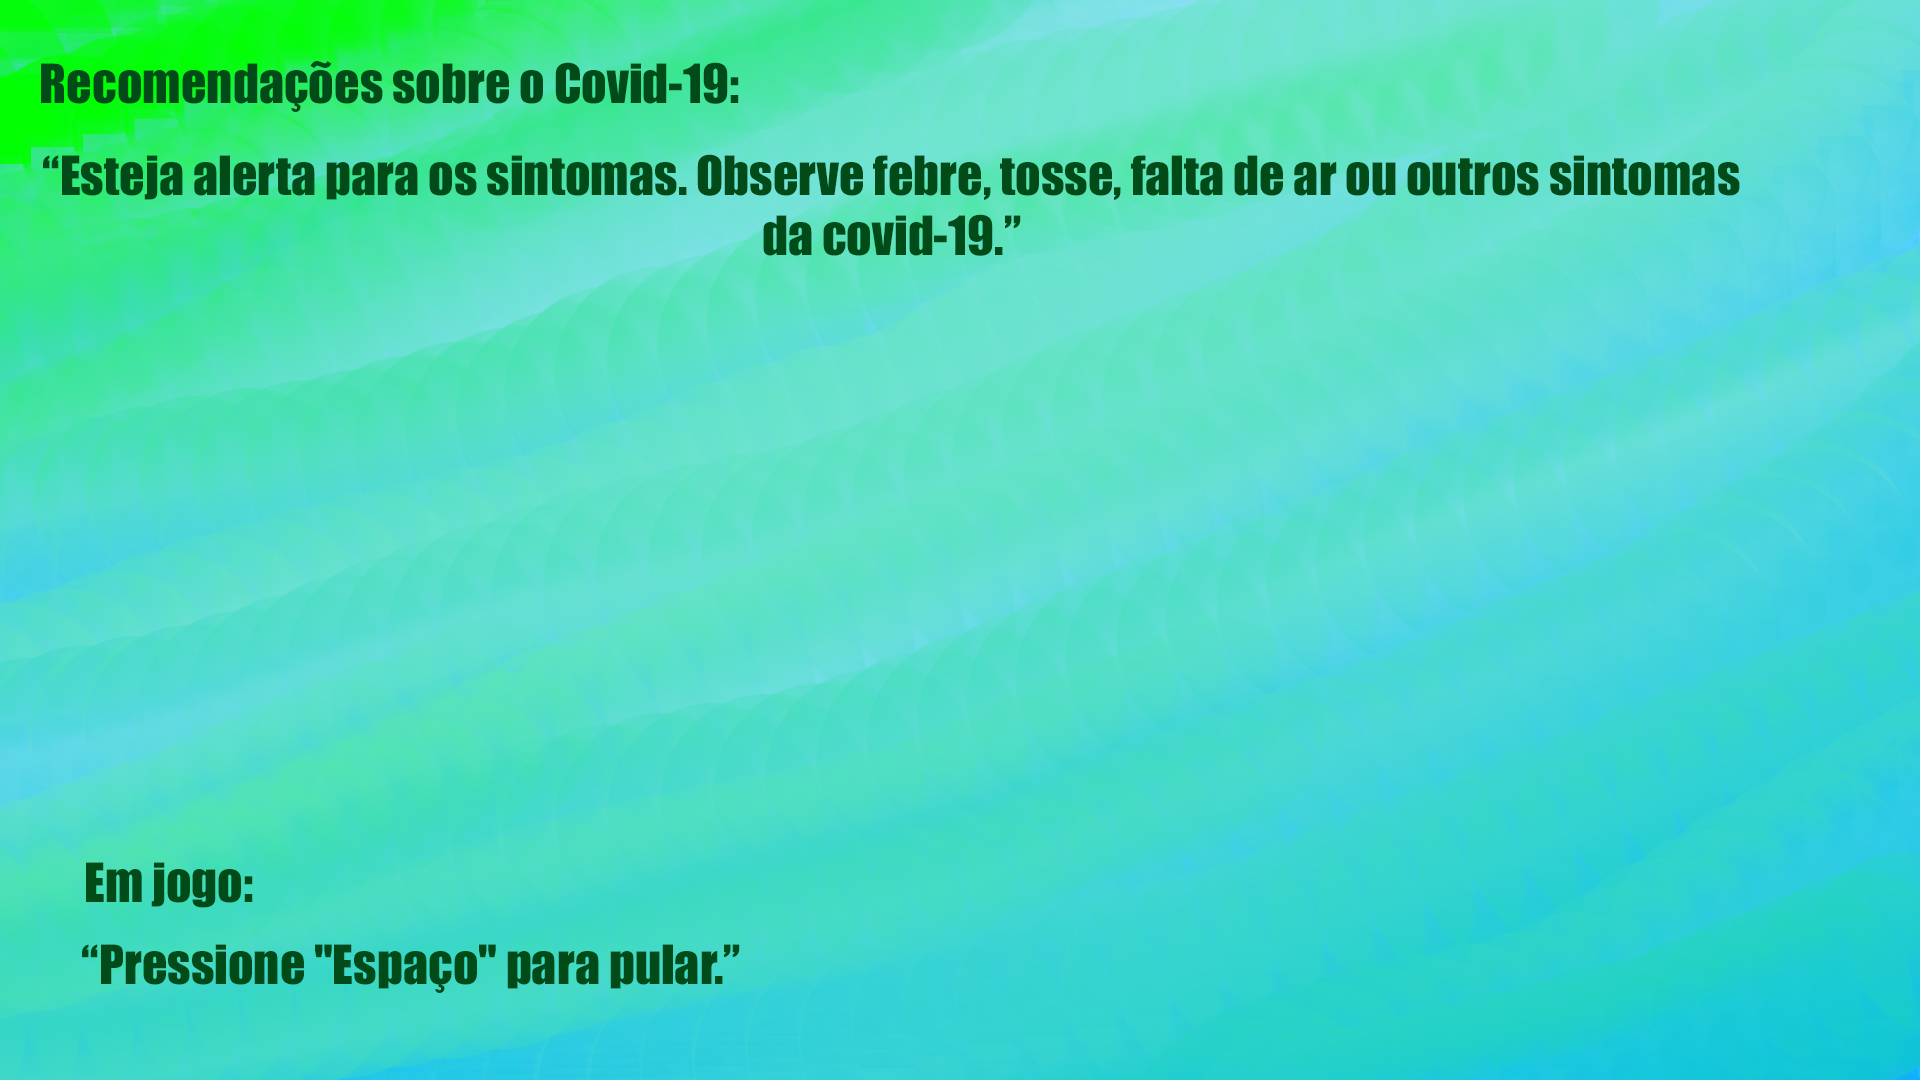 Recomendações sobre o Covid-19:
“Esteja alerta para os sintomas. Observe febre, tosse, falta de ar ou outros sintomas
da covid-19.”
Em jogo:
“Pressione "Espaço" para pular.”